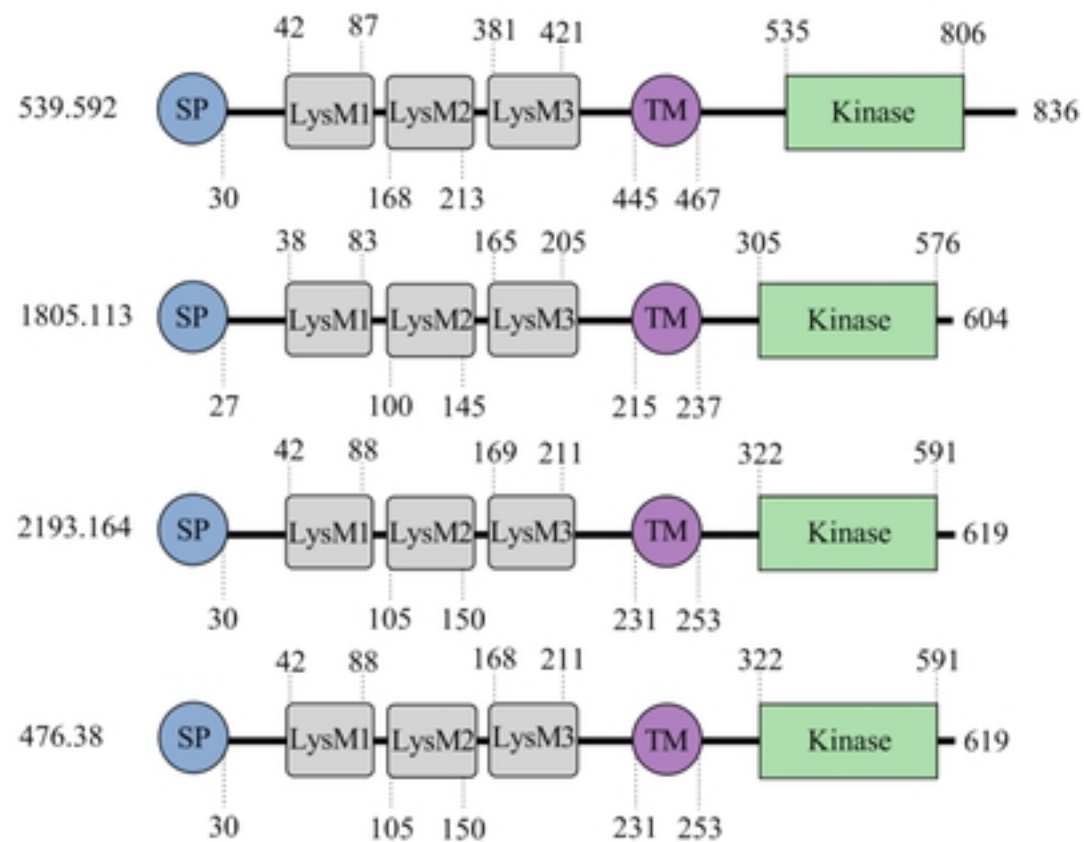 42 87 381 421 535 806
539.592 SP LysM1 LysM2 LysM3 TM Kinase 836
30 168 213 445 467
38 83 165 205 305 576
1805.113 SP LysM1 LysM2 LysM3 TM Kinase 604
27 100 145 215 237
42 88 169 211 322 591
2193.164 SP LysM1 LysM2 LysM3 TM Kinase 619
30 105 150 231 253
42 88 168 211 322 591
476.38 SP LysM1 LysM2 LysM3 TM Kinase 619
30 105 150 231 253